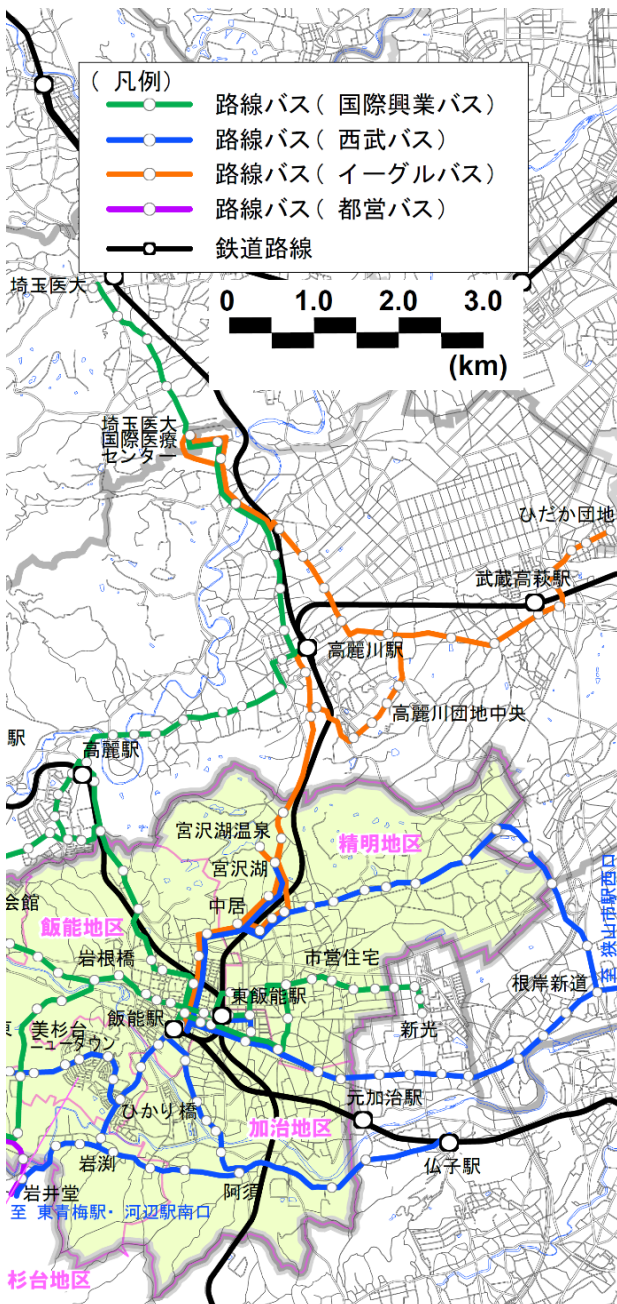 ( 凡例)
路線バス( 国際興業バス)
路線バス( 西武バス)
路線バス( イーグルバス)
路線バス( 都営バス)
鉄道路線
埼玉医大
0 1.0 2.0 3.0
(km)
埼玉医大
国際医療
センター
ひだか団地
武蔵高萩駅
高麗川駅
高麗川団地中央
駅
高麗駅
宮沢湖温泉
精明地区
宮沢湖
会館
中居
飯能地区
至 狭山市駅西口
岩根橋
市営住宅
根岸新道
東飯能駅
飯能駅
新光
東
美杉台
ニュータウン
元加治駅
ひかり橋
加治地区
岩渕
仏子駅
阿須
岩井堂
至 東青梅駅・河辺駅南口
杉台地区